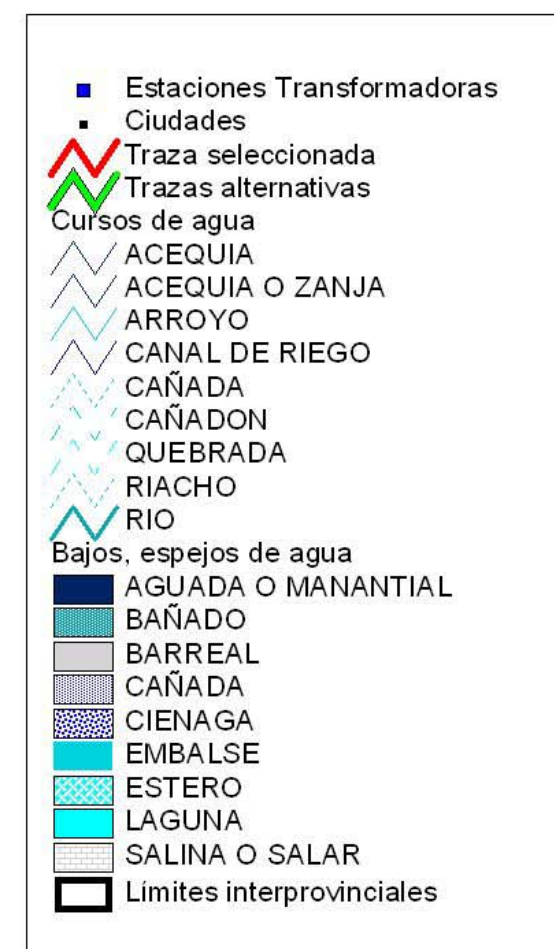 Estaciones Transformadoras
Ciudades
Traza seleccionada
Trazas alternativas
Cursos de agua
ACEQUIA
ACEQUIA O ZANJA
ARROYO
CANAL DE RIEGO
CAÑADA
CAÑADON
QUEBRADA
RIACHO
RIO
Bajos, espejos de agua
AGUADA O MANANTIAL
BAÑADO
BARREAL
CAÑADA
CIENAGA
EMBALSE
ESTERO
LAGUNA
SALINA O SALAR
Límites interprovinciales